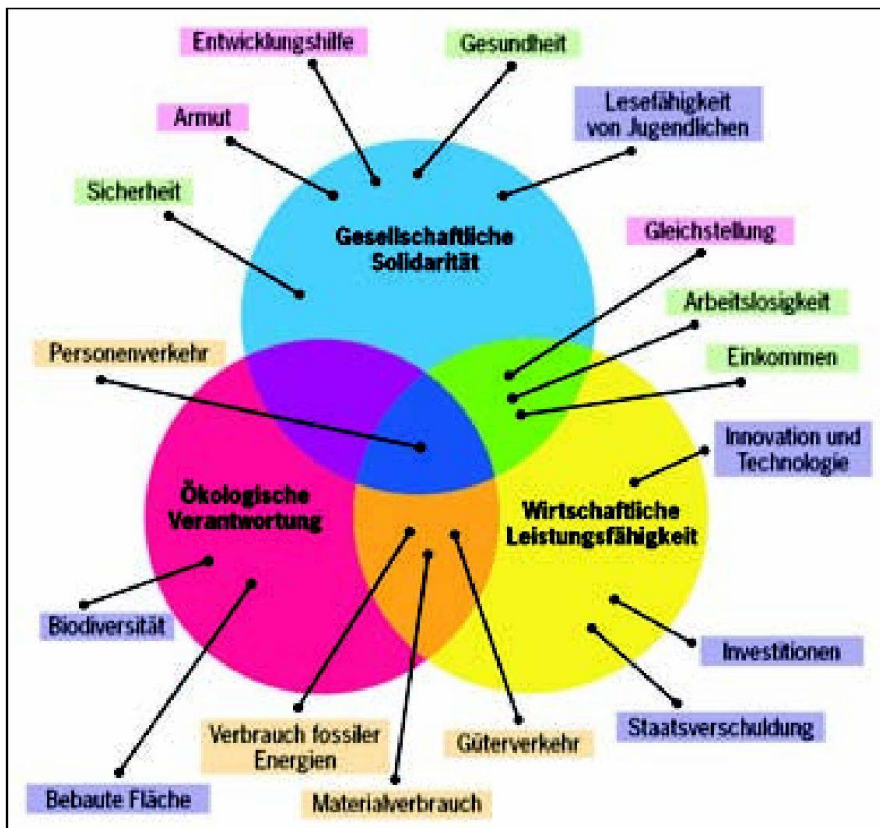 Entwicklungshilfe
Gesundheit
Armut
Lesefähigkeit
von Jugendlichen
Sicherheit
Gesellschaftliche
Solidarität
Gleichstellung
Arbeitslosigkeit
Personenverkehr
Einkommen
Innovation und
Technologie
Ökologische
Verantwortung
Wirtschaftliche
Leistungsfähigkeit
Biodiversität
Investitionen
Verbrauch fossiler
Energien
Güterverkehr
Staatsverschuldung
Bebaute Fläche
Materialverbrauch